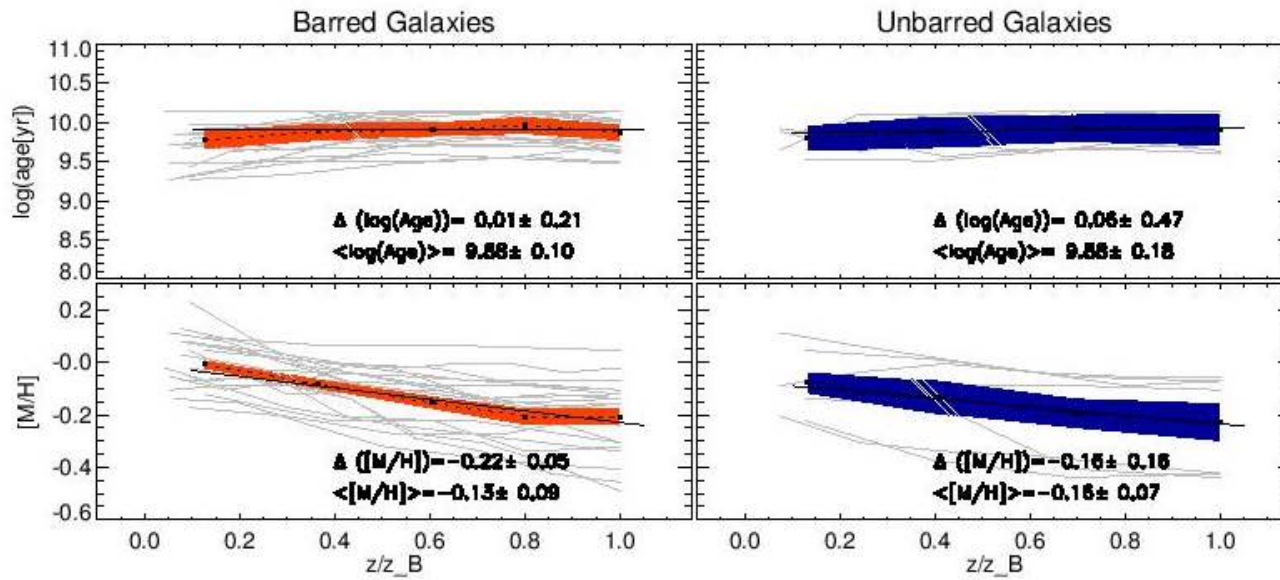 Barred Galaxies
Unbarred Galaxies
11.0
10.5
10.0
9.5
9.0
8.5
8.0
log(age[yr])
Δ (log(Age))= 0.01± 0.21
<log(Age)>= 9.88± 0.10
Δ (log(Age))= 0.06± 0.47
<log(Age)>= 9.88± 0.18
0.2
-0.0
-0.2
-0.4
-0.6
[M/H]
Δ ([M/H])=-0.22± 0.05
<[M/H]>=-0.13± 0.09
Δ ([M/H])=-0.16± 0.16
<[M/H]>=-0.16± 0.07
0.0 0.2 0.4 0.6 0.8 1.0
0.0 0.2 0.4 0.6 0.8 1.0
z/z_B
z/z_B